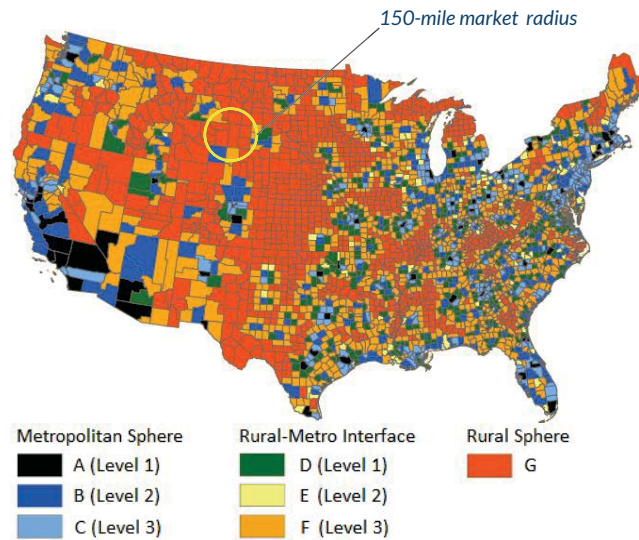 150-mile market radius
Metropolitan Sphere
A (Level 1)
B (Level 2)
C (Level 3)
Rural-Metro Interface
D (Level 1)
E (Level 2)
F (Level 3)
Rural Sphere
G